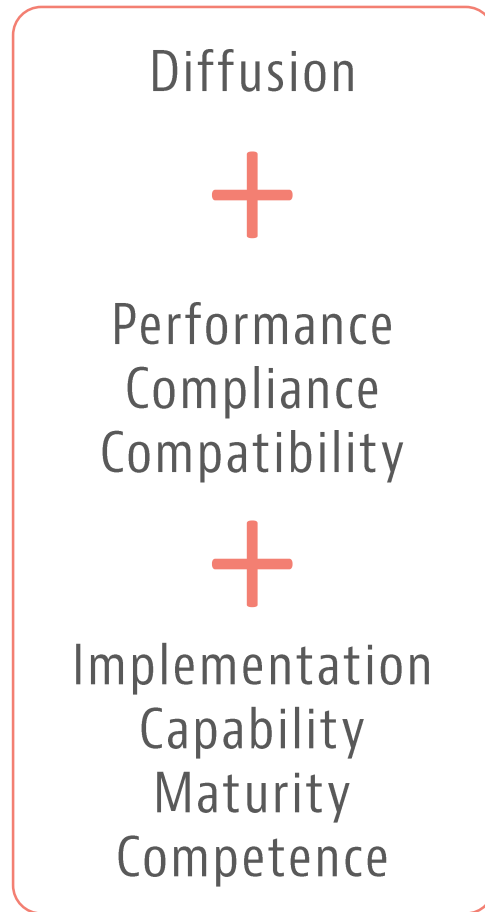 Diffusion
+
Performance
Compliance
Compatibility
+
Implementation
Capability
Maturity
Competence